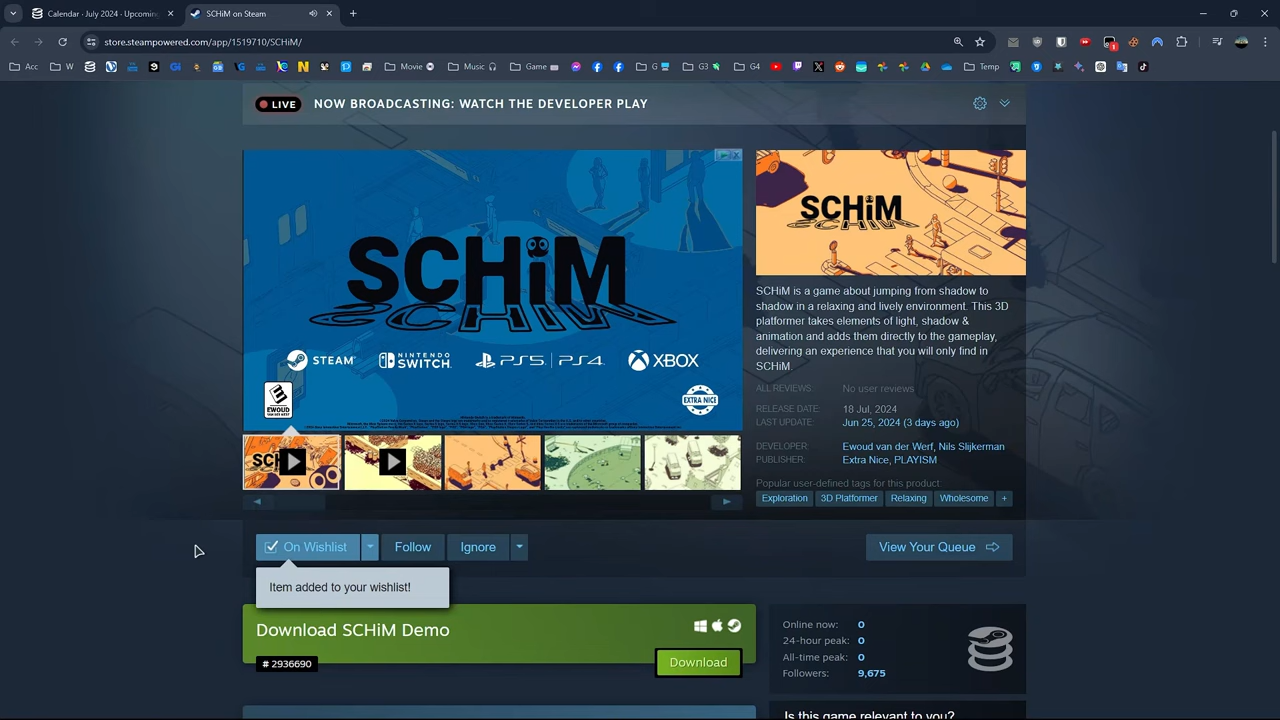 Calendar · July 2024 · Upcoming
SCHiM on Steam
store.steampowered.com/app/1519710/SCHiM/
Acc
W
Movie
Music
Game
G
G3
G4
Temp
LIVE
NOW BROADCASTING: WATCH THE DEVELOPER PLAY
SCHiM
STEAM
NINTENDO
SWITCH
PS5 | PS4
XBOX
EWOUD
VAN DER WERF
EXTRA NICE
SCHiM
SCHiM is a game about jumping from shadow to
shadow in a relaxing and lively environment. This 3D
platformer takes elements of light, shadow &
animation and adds them directly to the gameplay,
delivering an experience that you will only find in
SCHiM.
ALL REVIEWS: No user reviews
RELEASE DATE: 18 Jul, 2024
LAST UPDATE: Jun 25, 2024 (3 days ago)
DEVELOPER: Ewoud van der Werf, Nils Slijkerman
PUBLISHER: Extra Nice, PLAYISM
Popular user-defined tags for this product:
Exploration 3D Platformer Relaxing Wholesome +
On Wishlist
Follow
Ignore
View Your Queue
Item added to your wishlist!
Download SCHiM Demo
# 2936690
Download
Online now: 0
24-hour peak: 0
All-time peak: 0
Followers: 9,675
Is this game relevant to you?